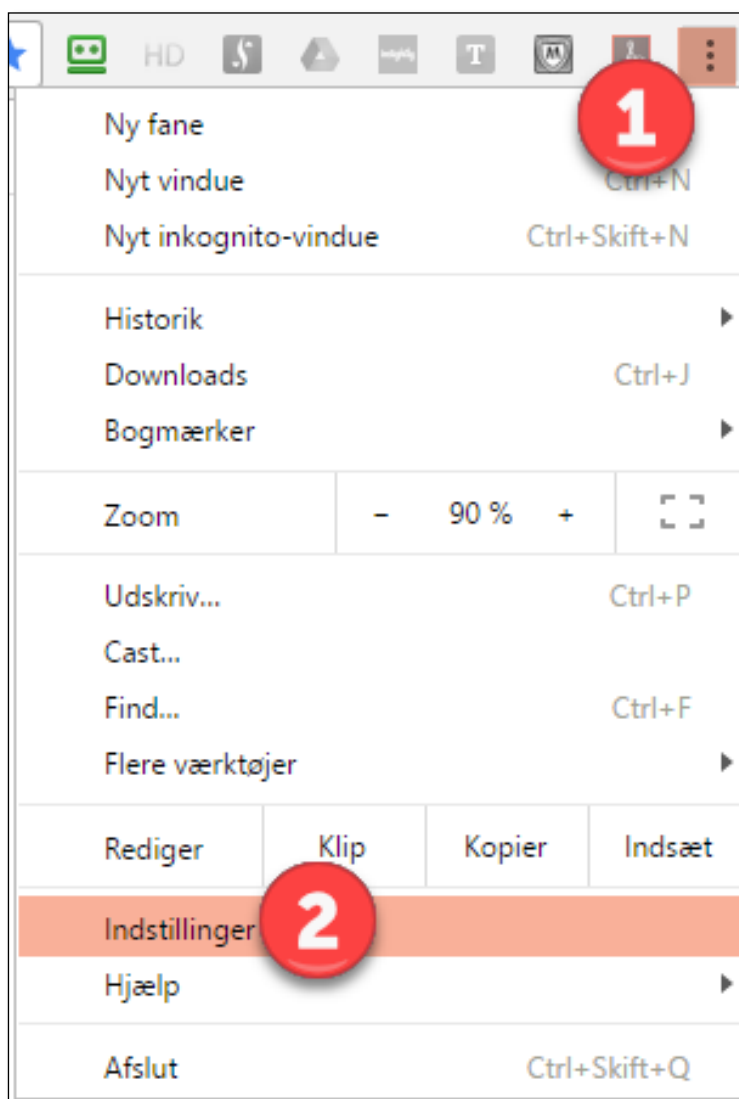 HD T M
1
Ny fane
Nyt vindue Ctrl+N
Nyt inkognito-vindue Ctrl+Skift+N
Historik
Downloads Ctrl+J
Bogmærker
Zoom - 90 % +
Udskriv... Ctrl+P
Cast...
Find... Ctrl+F
Flere værktøjer
Rediger Klip Kopier Indsæt
Indstillinger 2
Hjælp
Afslut Ctrl+Skift+Q